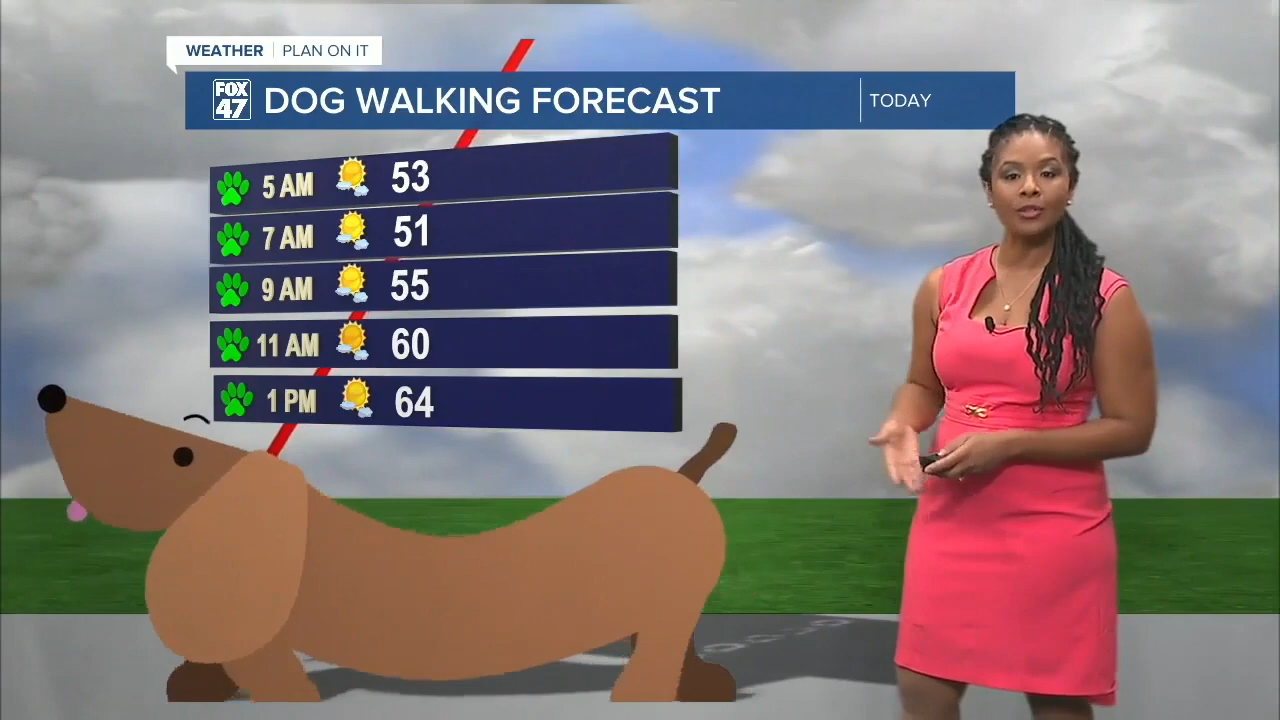 WEATHER | PLAN ON IT
FOX 47 DOG WALKING FORECAST | TODAY
5 AM 53
7 AM 51
9 AM 55
11 AM 60
1 PM 64